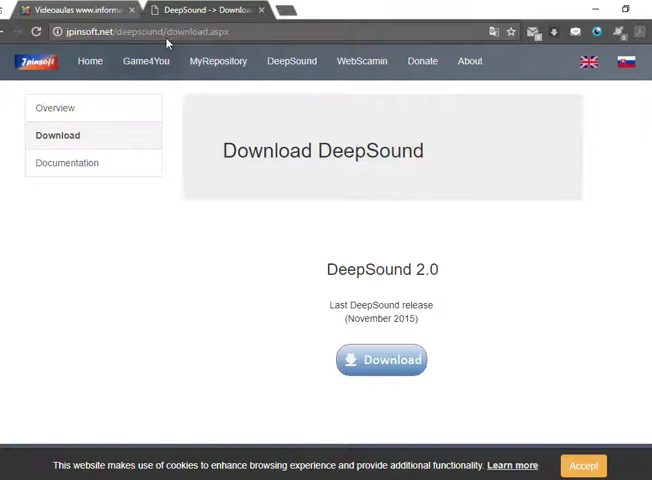 Videoaulas www.informa
DeepSound -> Downloa
jpinsoft.net/deepsound/download.aspx
Jpinsoft
Home
Game4You
MyRepository
DeepSound
WebScamin
Donate
About
Overview
Download
Documentation
Download DeepSound
DeepSound 2.0
Last DeepSound release
(November 2015)
Download
This website makes use of cookies to enhance browsing experience and provide additional functionality. Learn more
Accept